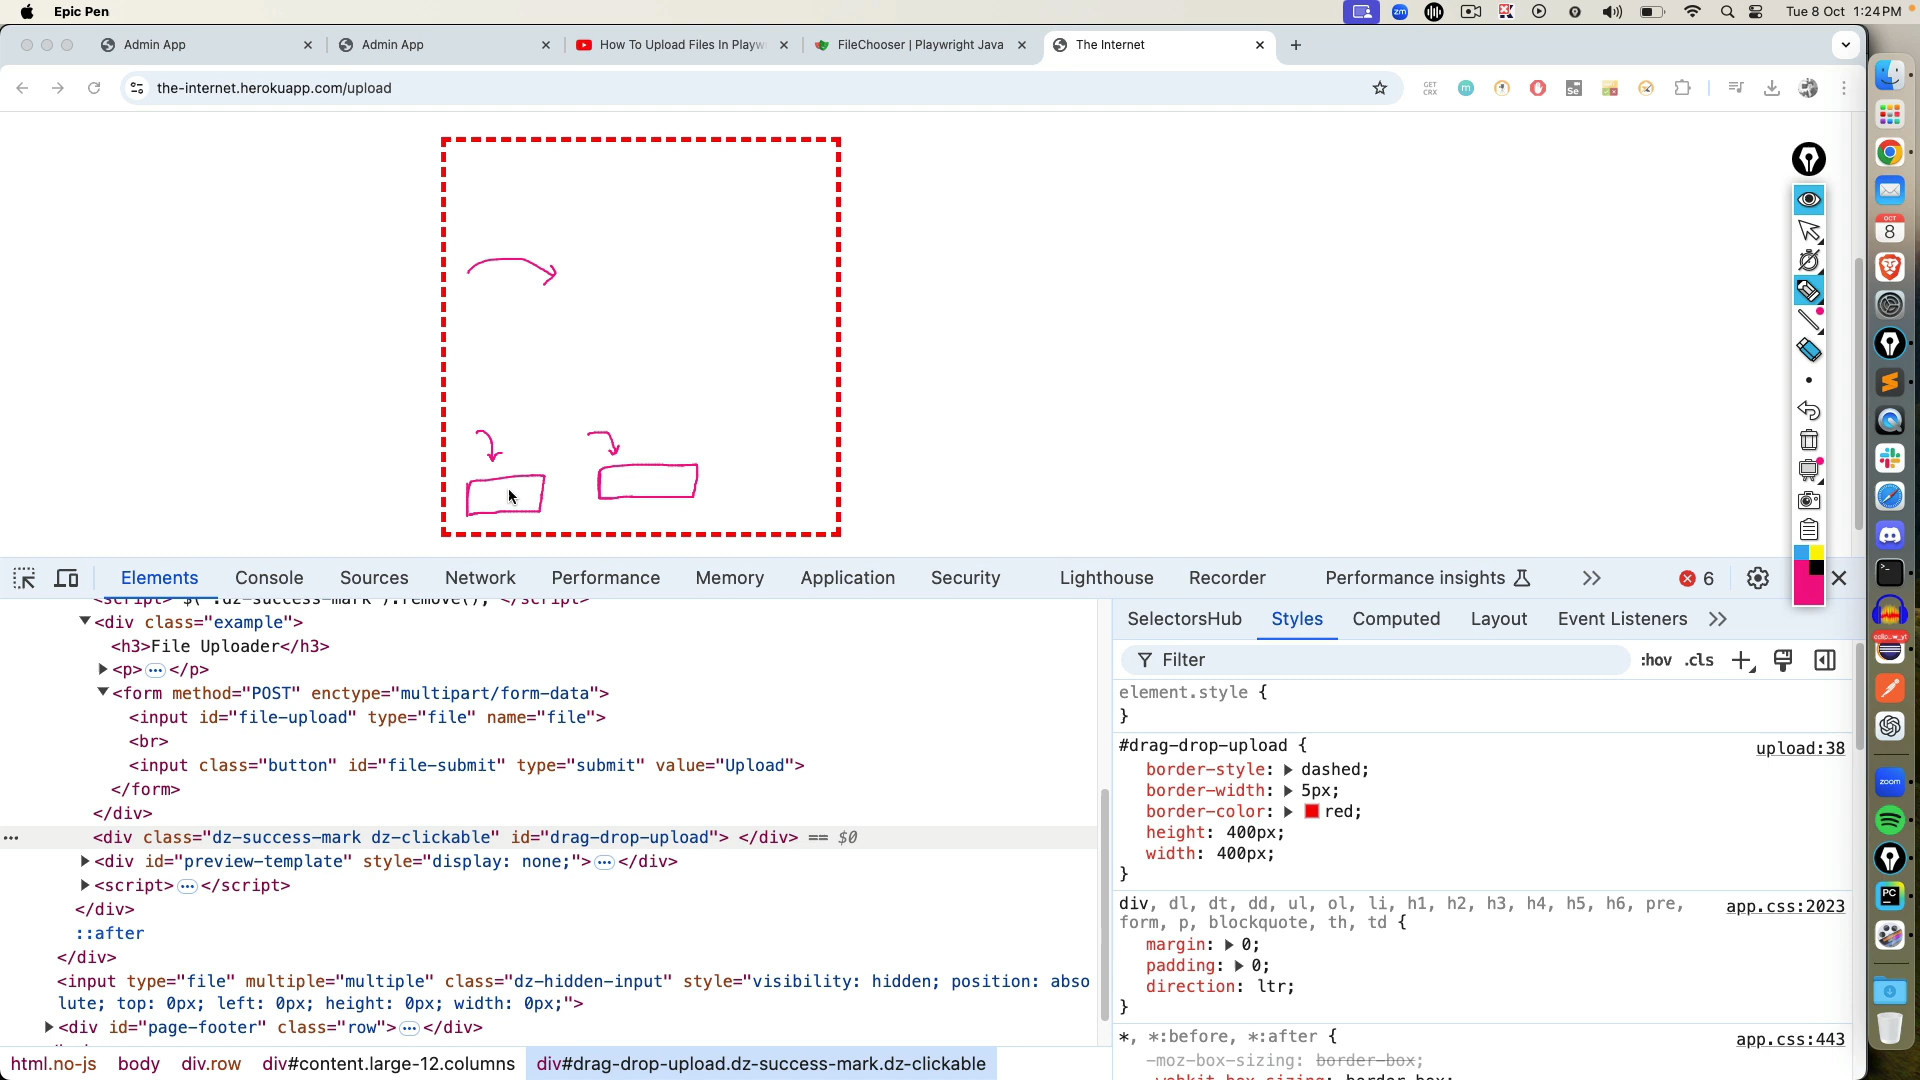 Epic Pen
zm
Tue 8 Oct 1:24PM
Admin App
Admin App
How To Upload Files In Playw
FileChooser | Playwright Java
The Internet
the-internet.herokuapp.com/upload
GET
CRX
m
Se
OCT
8
Elements
Console
Sources
Network
Performance
Memory
Application
Security
Lighthouse
Recorder
Performance insights
6
<div class="example">
<h3>File Uploader</h3>
<p> </p>
<form method="POST" enctype="multipart/form-data">
<input id="file-upload" type="file" name="file">
<br>
<input class="button" id="file-submit" type="submit" value="Upload">
</form>
</div>
<div class="dz-success-mark dz-clickable" id="drag-drop-upload"> </div> == $0
<div id="preview-template" style="display: none;"> </div>
<script> </script>
</div>
::after
</div>
<input type="file" multiple="multiple" class="dz-hidden-input" style="visibility: hidden; position: abso
lute; top: 0px; left: 0px; height: 0px; width: 0px;">
<div id="page-footer" class="row"> </div>
html.no-js
body
div.row
div#content.large-12.columns
div#drag-drop-upload.dz-success-mark.dz-clickable
SelectorsHub
Styles
Computed
Layout
Event Listeners
Filter
:hov
.cls
element.style {
}
#drag-drop-upload {
upload:38
border-style: dashed;
border-width: 5px;
border-color: red;
height: 400px;
width: 400px;
}
div, dl, dt, dd, ul, ol, li, h1, h2, h3, h4, h5, h6, pre,
form, p, blockquote, th, td {
app.css:2023
margin: 0;
padding: 0;
direction: ltr;
}
*, *:before, *:after {
app.css:443
-moz-box-sizing: border-box;
zoom
PC